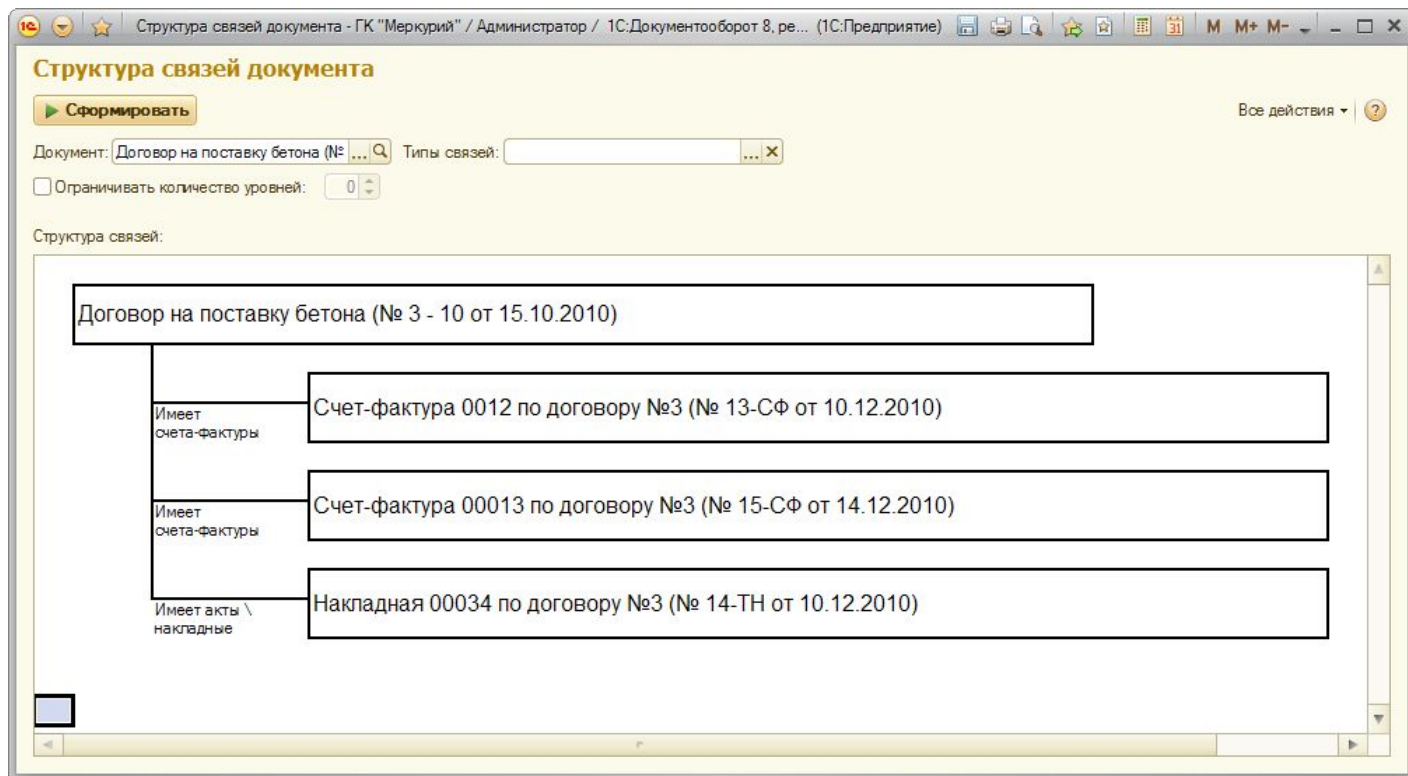 Структура связей документа - ГК "Меркурий" / Администратор / 1С:Документооборот 8, ре... (1С:Предприятие) 31 M M+ M-
Структура связей документа
Сформировать Все действия ?
Документ: Договор на поставку бетона (№ ... Типы связей: ...
Ограничивать количество уровней: 0
Структура связей:
Договор на поставку бетона (№ 3 - 10 от 15.10.2010)
Счет-фактура 0012 по договору №3 (№ 13-СФ от 10.12.2010)
Имеет
счета-фактуры
Счет-фактура 00013 по договору №3 (№ 15-СФ от 14.12.2010)
Имеет
счета-фактуры
Накладная 00034 по договору №3 (№ 14-ТН от 10.12.2010)
Имеет акты \
накладные